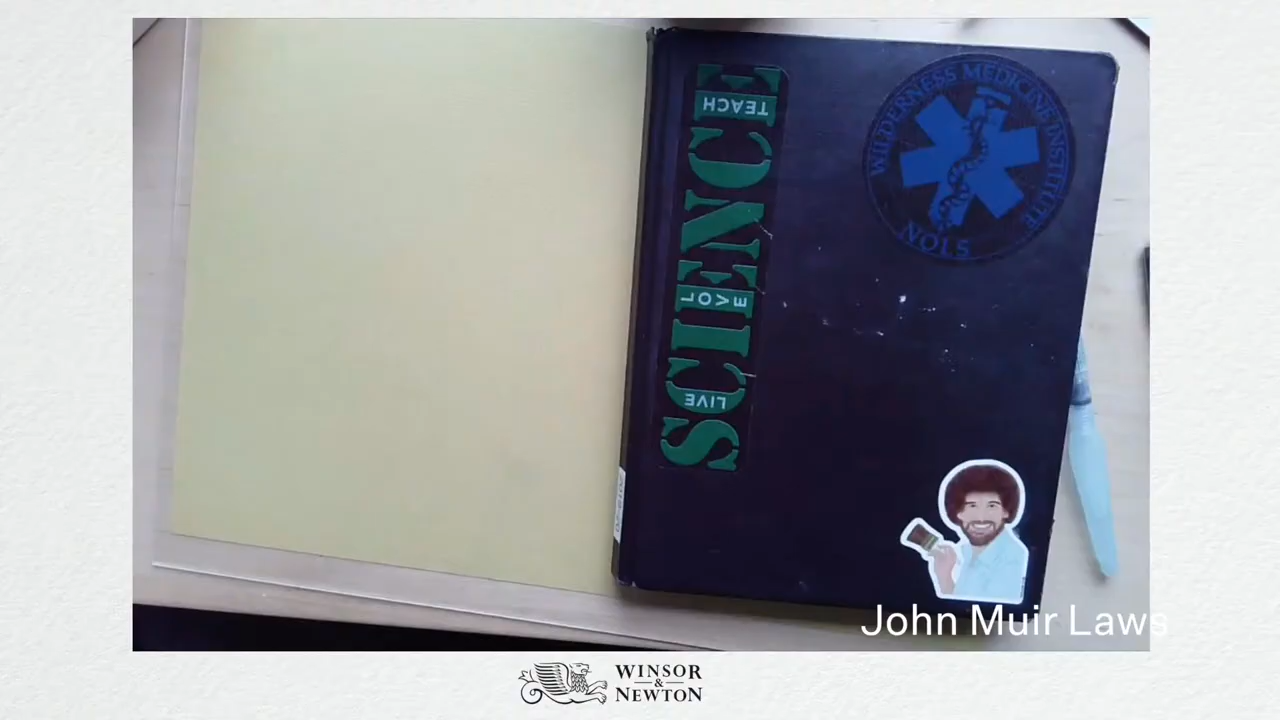 SCIENCE
TEACH
LOVE
LIVE
WILDERNESS MEDICINE INSTITUTE
NOLS
John Muir Laws
WINSOR
&
NEWTON